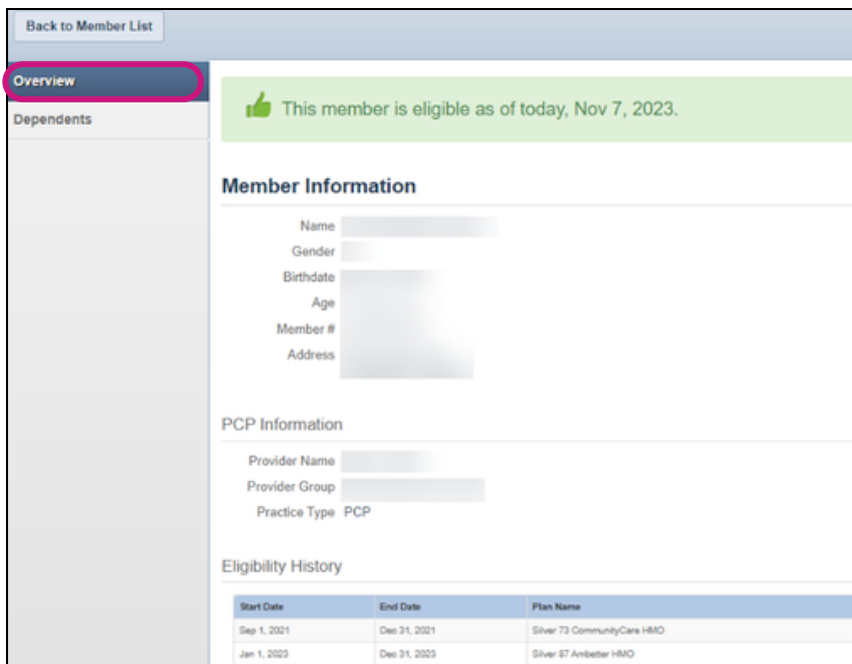 Back to Member List
Overview
Dependents
This member is eligible as of today, Nov 7, 2023.
Member Information
Name
Gender
Birthdate
Age
Member #
Address
PCP Information
Provider Name
Provider Group
Practice Type PCP
Eligibility History
Start Date End Date Plan Name
Sep 1, 2021 Dec 31, 2021 Silver 73 CommunityCare HMO
Jan 1, 2023 Dec 31, 2023 Silver 87 Ambetter HMO